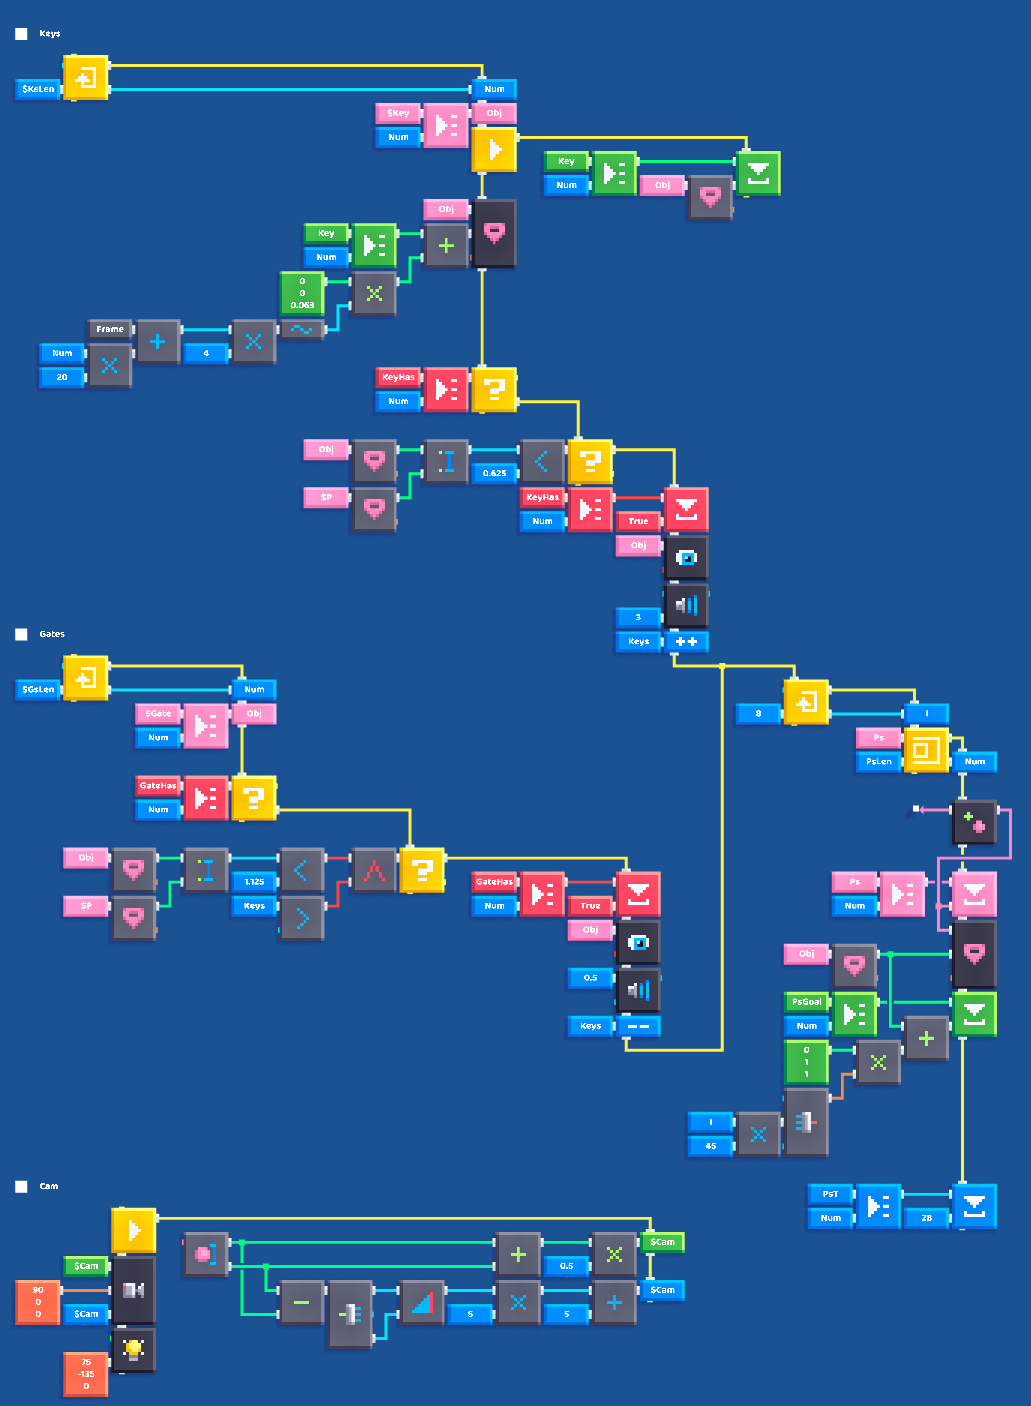 Keys
$KsLen
Num
$Key
Obj
Num
Key
Num
Obj
Obj
Key
Num
0
0
0.063
Frame
Num
4
20
KeyHas
Num
Obj
0.625
$P
KeyHas
Num
True
Obj
3
Keys
++
Gates
$GsLen
Num
$Gate
Obj
Num
8
I
Ps
PsLen
Num
GateHas
Num
Obj
1.125
$P
Keys
GateHas
Num
True
Obj
0.5
Keys
--
Ps
Num
Obj
PsGoal
Num
0
1
1
I
45
PsT
Num
28
Cam
$Cam
90
0
0
$Cam
75
-135
0
$Cam
0.5
$Cam
5
5